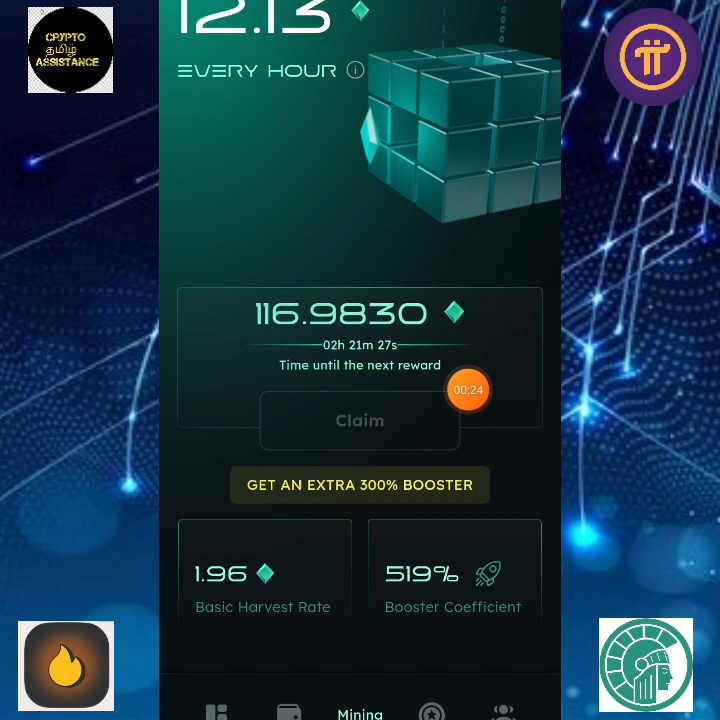 CРYPTO
தமிழ்
ASSISTANCE
12.13
EVERY HOUR
116.9830
02h 21m 27s
Time until the next reward
00:24
Claim
GET AN EXTRA 300% BOOSTER
1.96
519%
Basic Harvest Rate
Booster Coefficient
Mining